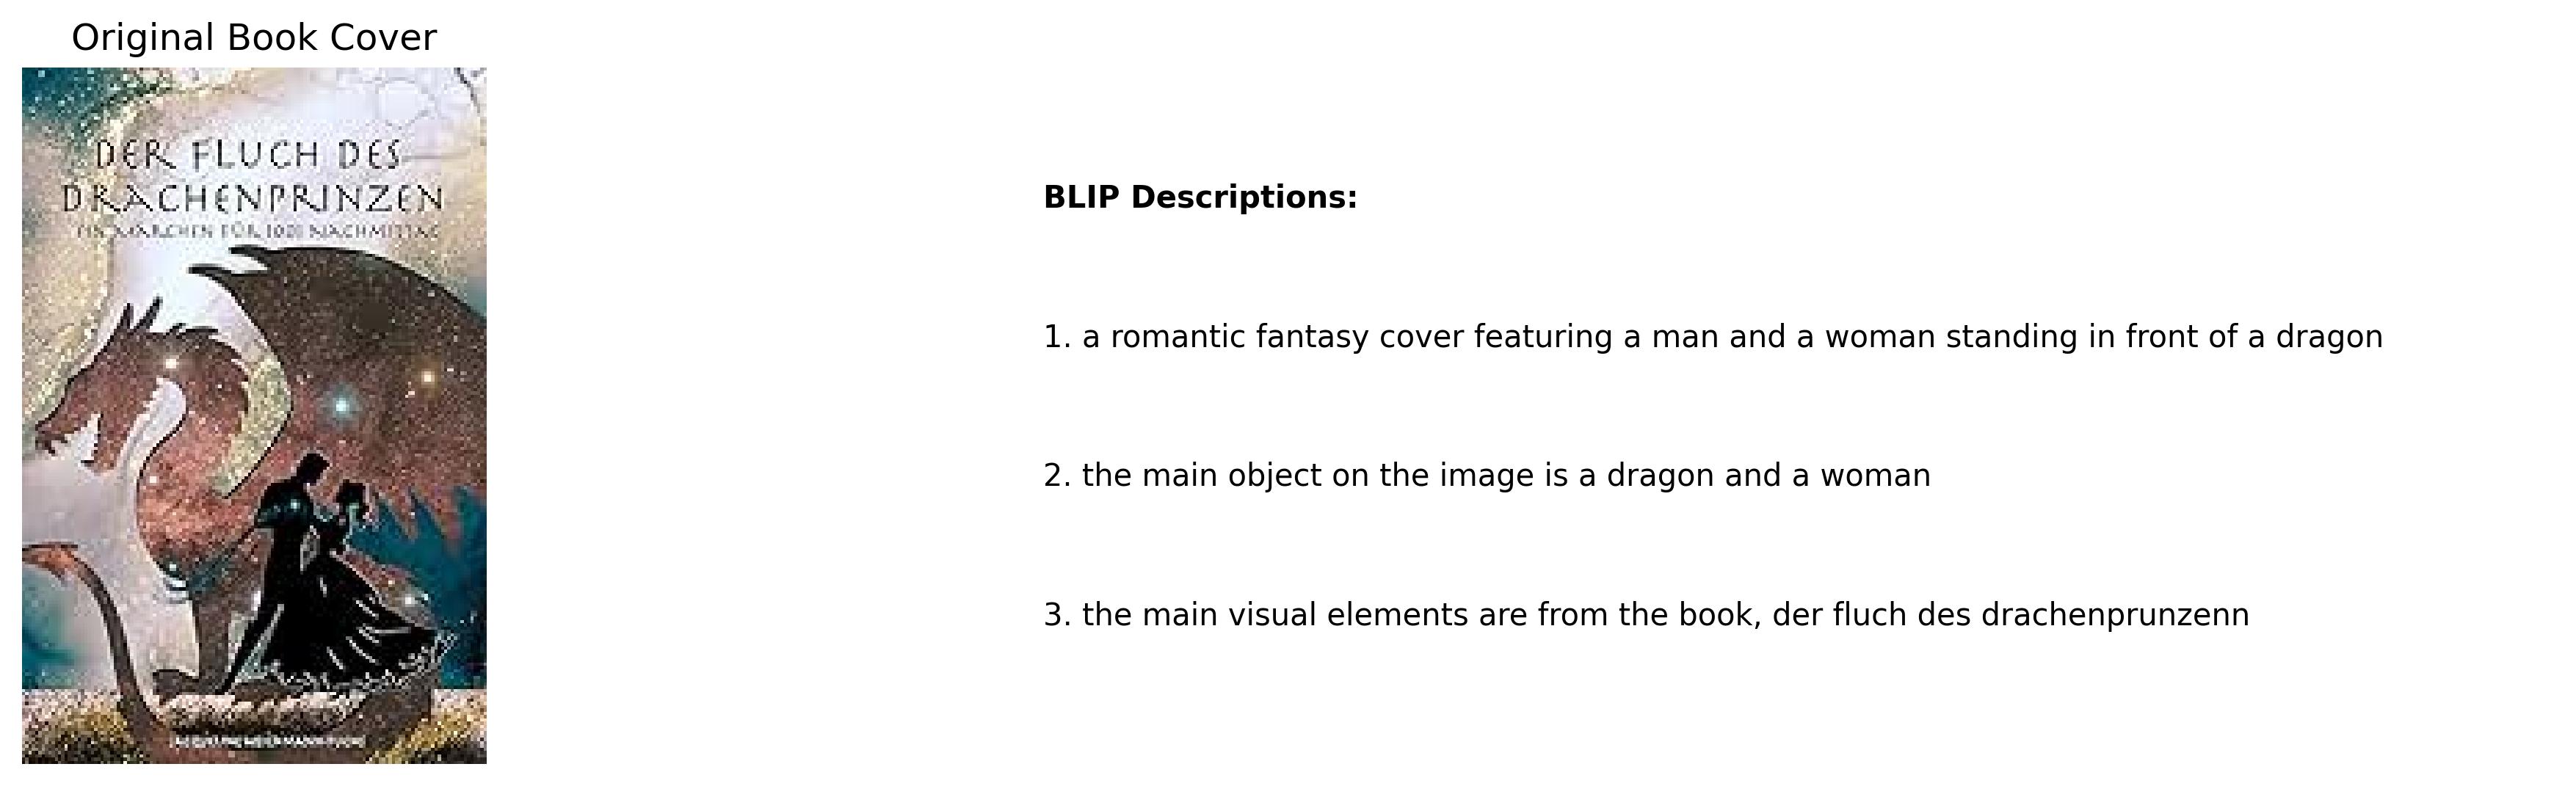 Original Book Cover
DER FLUCH DES
DRACHENPRINZEN
EIN MÄRCHEN FÜR 1001 NACHMITTAG
BLIP Descriptions:
1. a romantic fantasy cover featuring a man and a woman standing in front of a dragon
2. the main object on the image is a dragon and a woman
3. the main visual elements are from the book, der fluch des drachenprunzenn